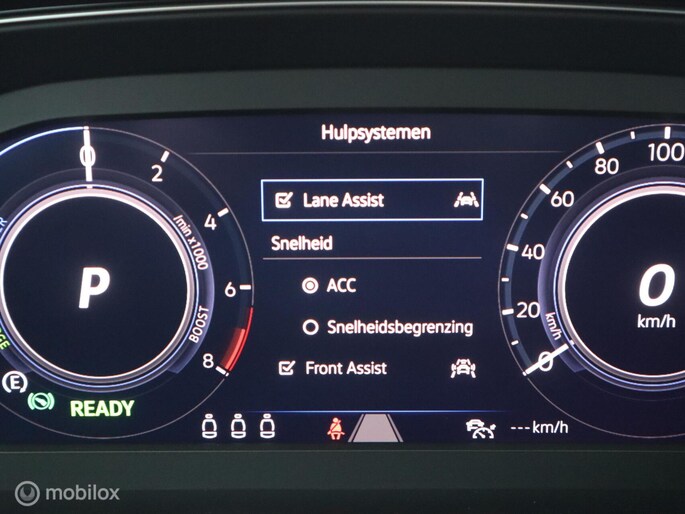 Hulpsystemen
Lane Assist
Snelheid
ACC
Snelheidsbegrenzing
Front Assist
0
2
4
6
8
/min x1000
BOOST
P
E
READY
0
20
40
60
80
100
km/h
0
km/h
--- km/h
mobilox